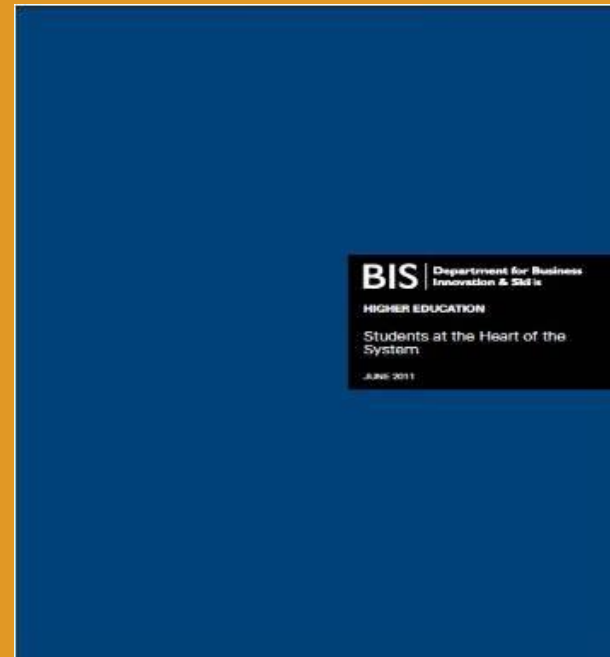 BIS Department for Business
Innovation & Skills
HIGHER EDUCATION
Students at the Heart of the
System
JUNE 2011